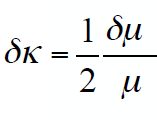 δκ = 1/2 δμ/μ